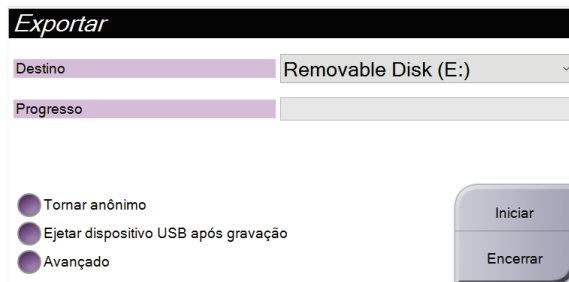 Exportar
Destino Removable Disk (E:)
Progresso
Tornar anônimo
Iniciar
Ejetar dispositivo USB após gravação
Avançado
Encerrar